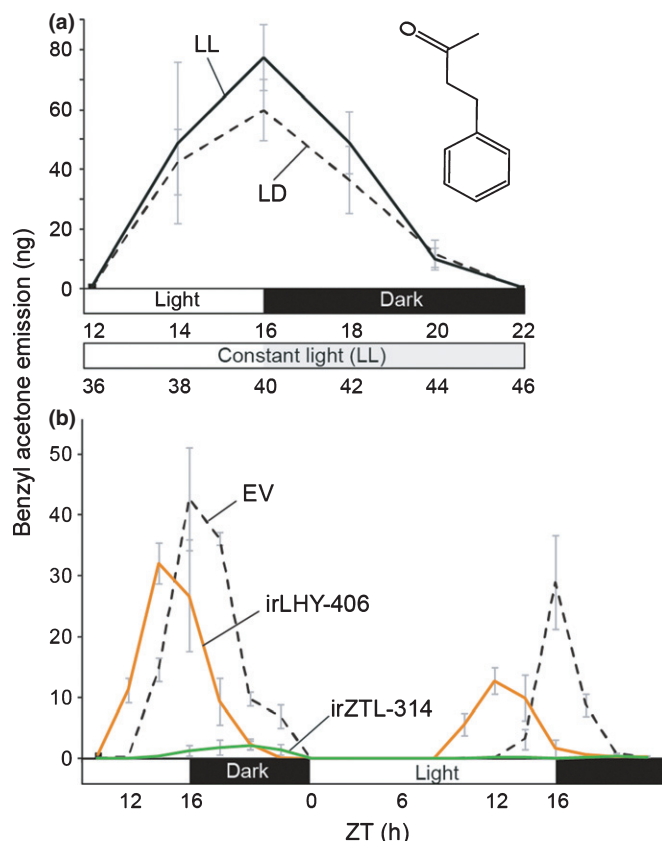 (a)
80
60
40
20
0
LL
LD
O
Light Dark
12 14 16 18 20 22
Constant light (LL)
36 38 40 42 44 46
Benzyl acetone emission (ng)
(b)
50
40
30
20
10
0
EV
irLHY-406
irZTL-314
Dark Light
12 16 0 6 12 16
ZT (h)